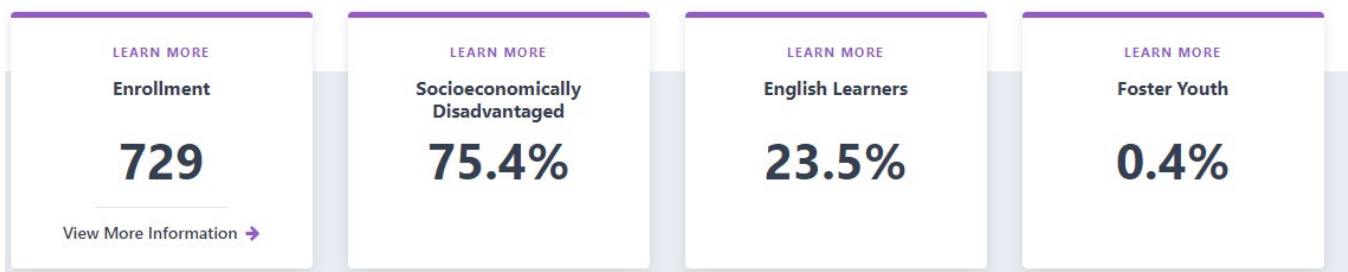 LEARN MORE
Enrollment
729
View More Information
LEARN MORE
Socioeconomically
Disadvantaged
75.4%
LEARN MORE
English Learners
23.5%
LEARN MORE
Foster Youth
0.4%